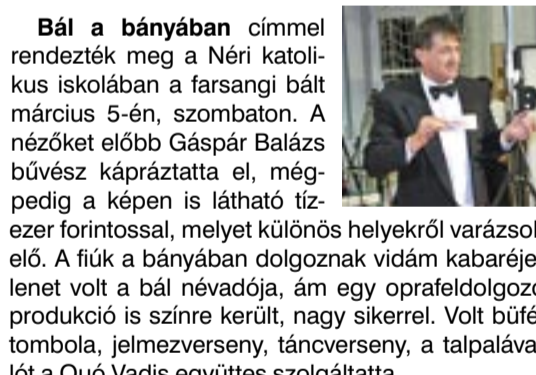 Bál a bányában címmel
rendezték meg a Néri katoli-
kus iskolában a farsangi bált
március 5-én, szombaton. A
nézőket előbb Gáspár Balázs
bűvész kápráztatta el, még-
pedig a képen is látható tíz-
ezer forintossal, melyet különös helyekről varázsol
elő. A fiúk a bányában dolgoznak vidám kabaréje
lenet volt a bál névadója, ám egy oprafeldolgozó
produkció is színre került, nagy sikerrel. Volt büfé
tombola, jelmezverseny, táncverseny, a talpaláva
lót a Quó Vadis együttes szolgáltatta